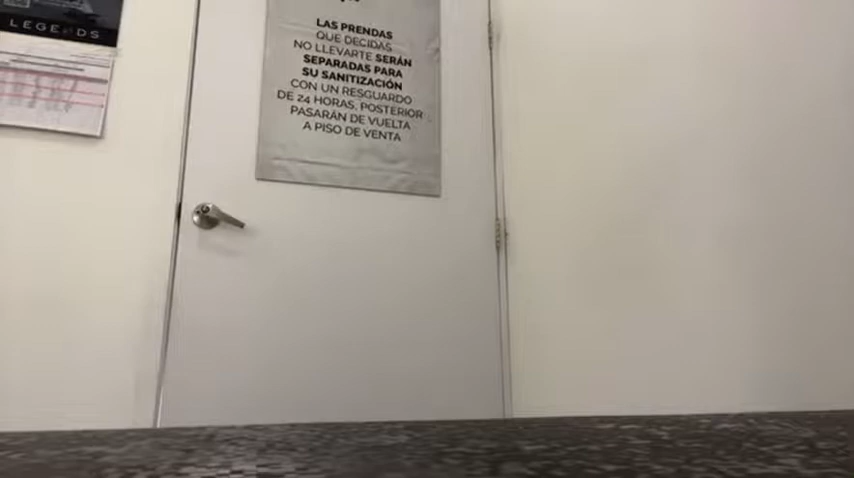 LEGENDS
LAS PRENDAS
QUE DECIDAS
NO LLEVARTE SERÁN
SEPARADAS PARA
SU SANITIZACIÓN
CON UN RESGUARDO
DE 24 HORAS, POSTERIOR
PASARÁN DE VUELTA
A PISO DE VENTA